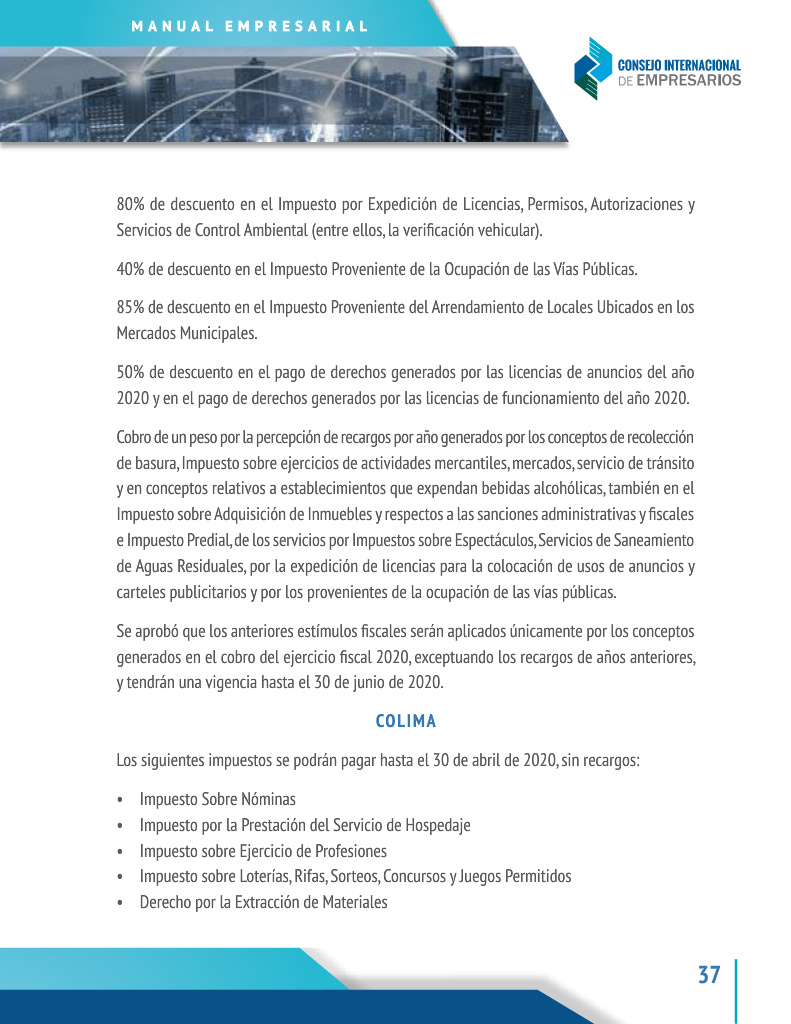 MANUAL EMPRESARIAL
CONSEJO INTERNACIONAL
DE EMPRESARIOS
80% de descuento en el Impuesto por Expedición de Licencias, Permisos, Autorizaciones y
Servicios de Control Ambiental (entre ellos, la verificación vehicular).
40% de descuento en el Impuesto Proveniente de la Ocupación de las Vías Públicas.
85% de descuento en el Impuesto Proveniente del Arrendamiento de Locales Ubicados en los
Mercados Municipales.
50% de descuento en el pago de derechos generados por las licencias de anuncios del año
2020 y en el pago de derechos generados por las licencias de funcionamiento del año 2020.
Cobro de un peso por la percepción de recargos por año generados por los conceptos de recolección
de basura, Impuesto sobre ejercicios de actividades mercantiles, mercados, servicio de tránsito
y en conceptos relativos a establecimientos que expendan bebidas alcohólicas, también en el
Impuesto sobre Adquisición de Inmuebles y respectos a las sanciones administrativas y fiscales
e Impuesto Predial, de los servicios por Impuestos sobre Espectáculos, Servicios de Saneamiento
de Aguas Residuales, por la expedición de licencias para la colocación de usos de anuncios y
carteles publicitarios y por los provenientes de la ocupación de las vías públicas.
Se aprobó que los anteriores estímulos fiscales serán aplicados únicamente por los conceptos
generados en el cobro del ejercicio fiscal 2020, exceptuando los recargos de años anteriores,
y tendrán una vigencia hasta el 30 de junio de 2020.
COLIMA
Los siguientes impuestos se podrán pagar hasta el 30 de abril de 2020, sin recargos:
• Impuesto Sobre Nóminas
• Impuesto por la Prestación del Servicio de Hospedaje
• Impuesto sobre Ejercicio de Profesiones
• Impuesto sobre Loterías, Rifas, Sorteos, Concursos y Juegos Permitidos
• Derecho por la Extracción de Materiales
37